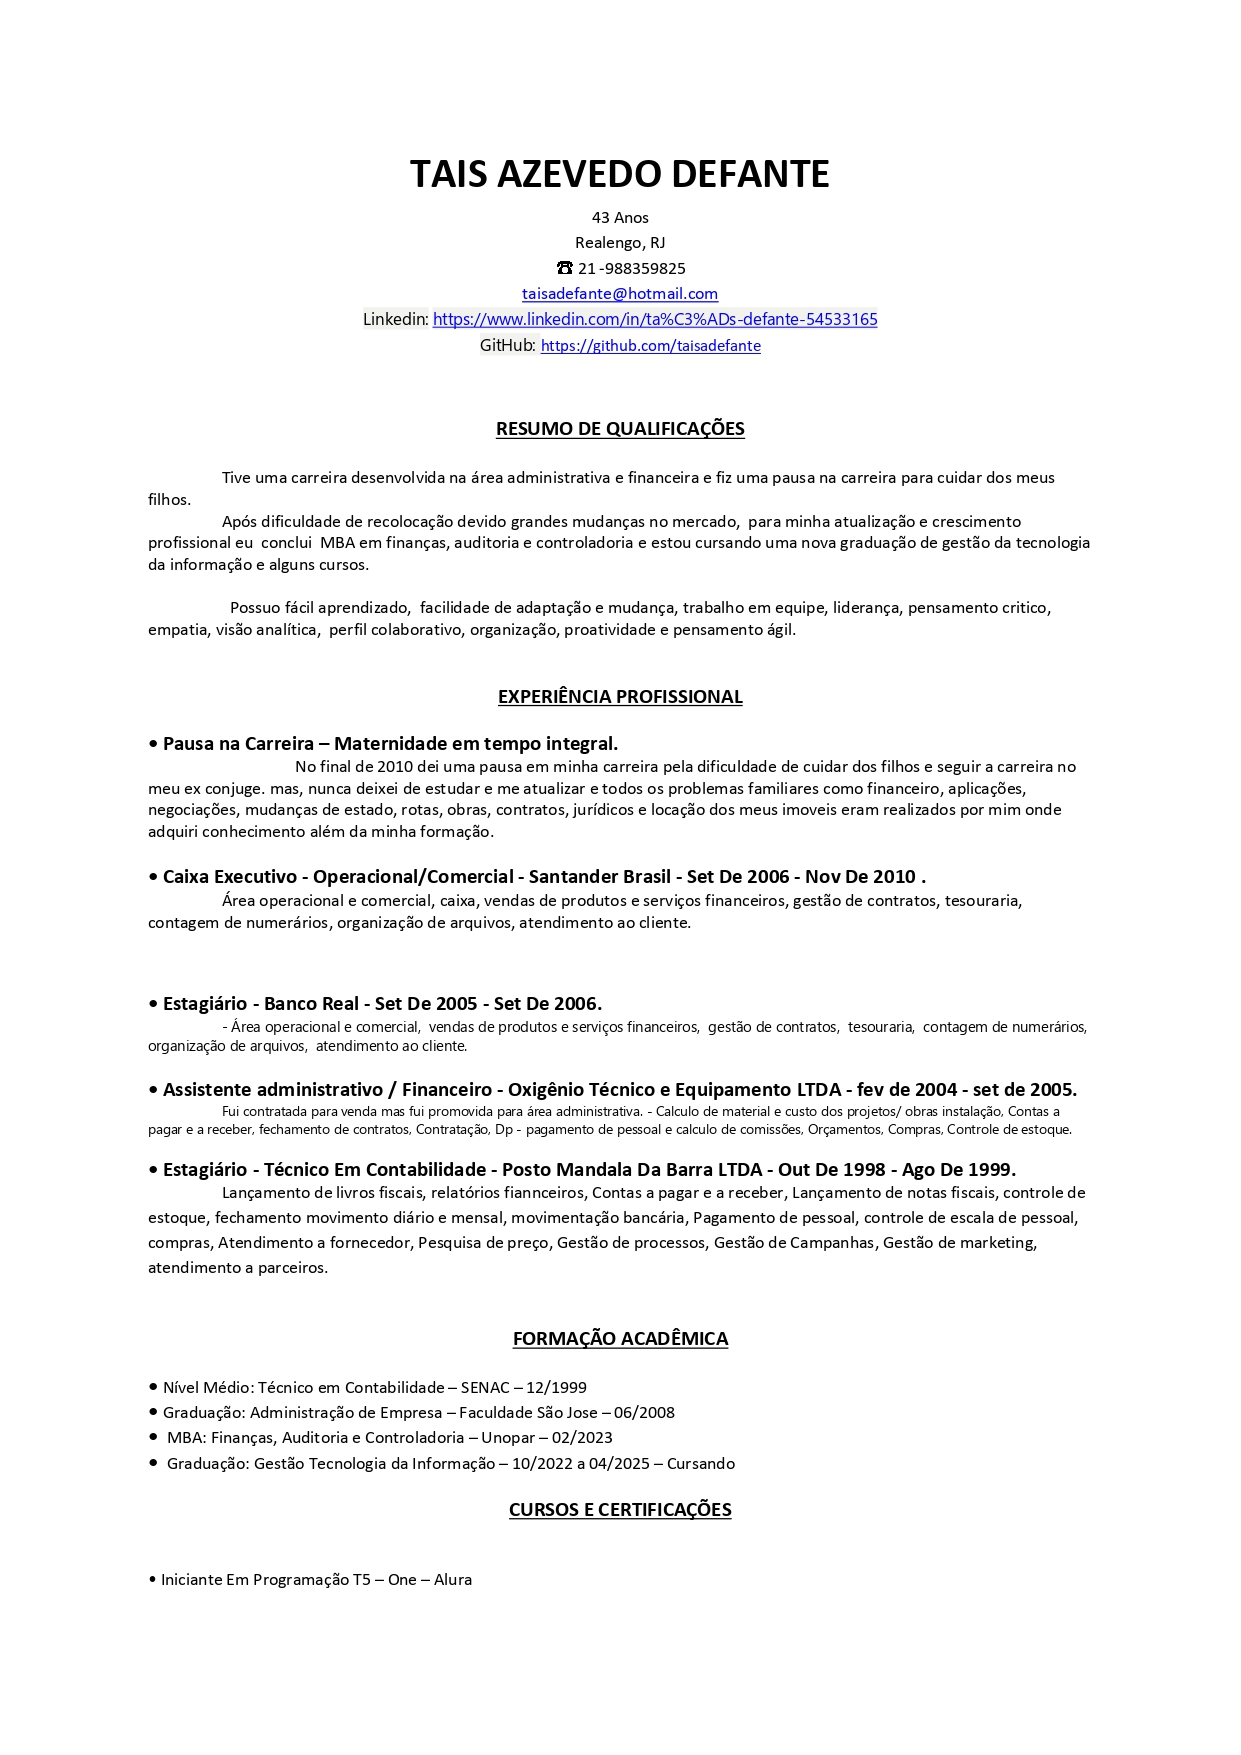 TAIS AZEVEDO DEFANTE
43 Anos
Realengo, RJ
☎ 21 -988359825
taisadefante@hotmail.com
Linkedin: https://www.linkedin.com/in/ta%C3%ADs-defante-54533165
GitHub: https://github.com/taisadefante
RESUMO DE QUALIFICAÇÕES
Tive uma carreira desenvolvida na área administrativa e financeira e fiz uma pausa na carreira para cuidar dos meus
filhos.
Após dificuldade de recolocação devido grandes mudanças no mercado, para minha atualização e crescimento
profissional eu conclui MBA em finanças, auditoria e controladoria e estou cursando uma nova graduação de gestão da tecnologia
da informação e alguns cursos.
Possuo fácil aprendizado, facilidade de adaptação e mudança, trabalho em equipe, liderança, pensamento critico,
empatia, visão analítica, perfil colaborativo, organização, proatividade e pensamento ágil.
EXPERIÊNCIA PROFISSIONAL
• Pausa na Carreira – Maternidade em tempo integral.
No final de 2010 dei uma pausa em minha carreira pela dificuldade de cuidar dos filhos e seguir a carreira no
meu ex conjuge. mas, nunca deixei de estudar e me atualizar e todos os problemas familiares como financeiro, aplicações,
negociações, mudanças de estado, rotas, obras, contratos, jurídicos e locação dos meus imoveis eram realizados por mim onde
adquiri conhecimento além da minha formação.
• Caixa Executivo - Operacional/Comercial - Santander Brasil - Set De 2006 - Nov De 2010 .
Área operacional e comercial, caixa, vendas de produtos e serviços financeiros, gestão de contratos, tesouraria,
contagem de numerários, organização de arquivos, atendimento ao cliente.
• Estagiário - Banco Real - Set De 2005 - Set De 2006.
- Área operacional e comercial, vendas de produtos e serviços financeiros, gestão de contratos, tesouraria, contagem de numerários,
organização de arquivos, atendimento ao cliente.
• Assistente administrativo / Financeiro - Oxigênio Técnico e Equipamento LTDA - fev de 2004 - set de 2005.
Fui contratada para venda mas fui promovida para área administrativa. - Calculo de material e custo dos projetos/ obras instalação, Contas a
pagar e a receber, fechamento de contratos, Contratação, Dp - pagamento de pessoal e calculo de comissões, Orçamentos, Compras, Controle de estoque.
• Estagiário - Técnico Em Contabilidade - Posto Mandala Da Barra LTDA - Out De 1998 - Ago De 1999.
Lançamento de livros fiscais, relatórios fiannceiros, Contas a pagar e a receber, Lançamento de notas fiscais, controle de
estoque, fechamento movimento diário e mensal, movimentação bancária, Pagamento de pessoal, controle de escala de pessoal,
compras, Atendimento a fornecedor, Pesquisa de preço, Gestão de processos, Gestão de Campanhas, Gestão de marketing,
atendimento a parceiros.
FORMAÇÃO ACADÊMICA
• Nível Médio: Técnico em Contabilidade – SENAC – 12/1999
• Graduação: Administração de Empresa – Faculdade São Jose – 06/2008
• MBA: Finanças, Auditoria e Controladoria – Unopar – 02/2023
• Graduação: Gestão Tecnologia da Informação – 10/2022 a 04/2025 – Cursando
CURSOS E CERTIFICAÇÕES
• Iniciante Em Programação T5 – One – Alura